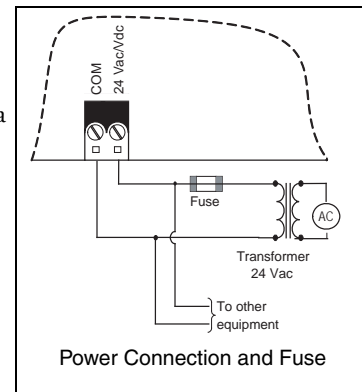 a
COM
24 Vac/Vdc
Fuse
AC
Transformer
24 Vac
To other
equipment
Power Connection and Fuse